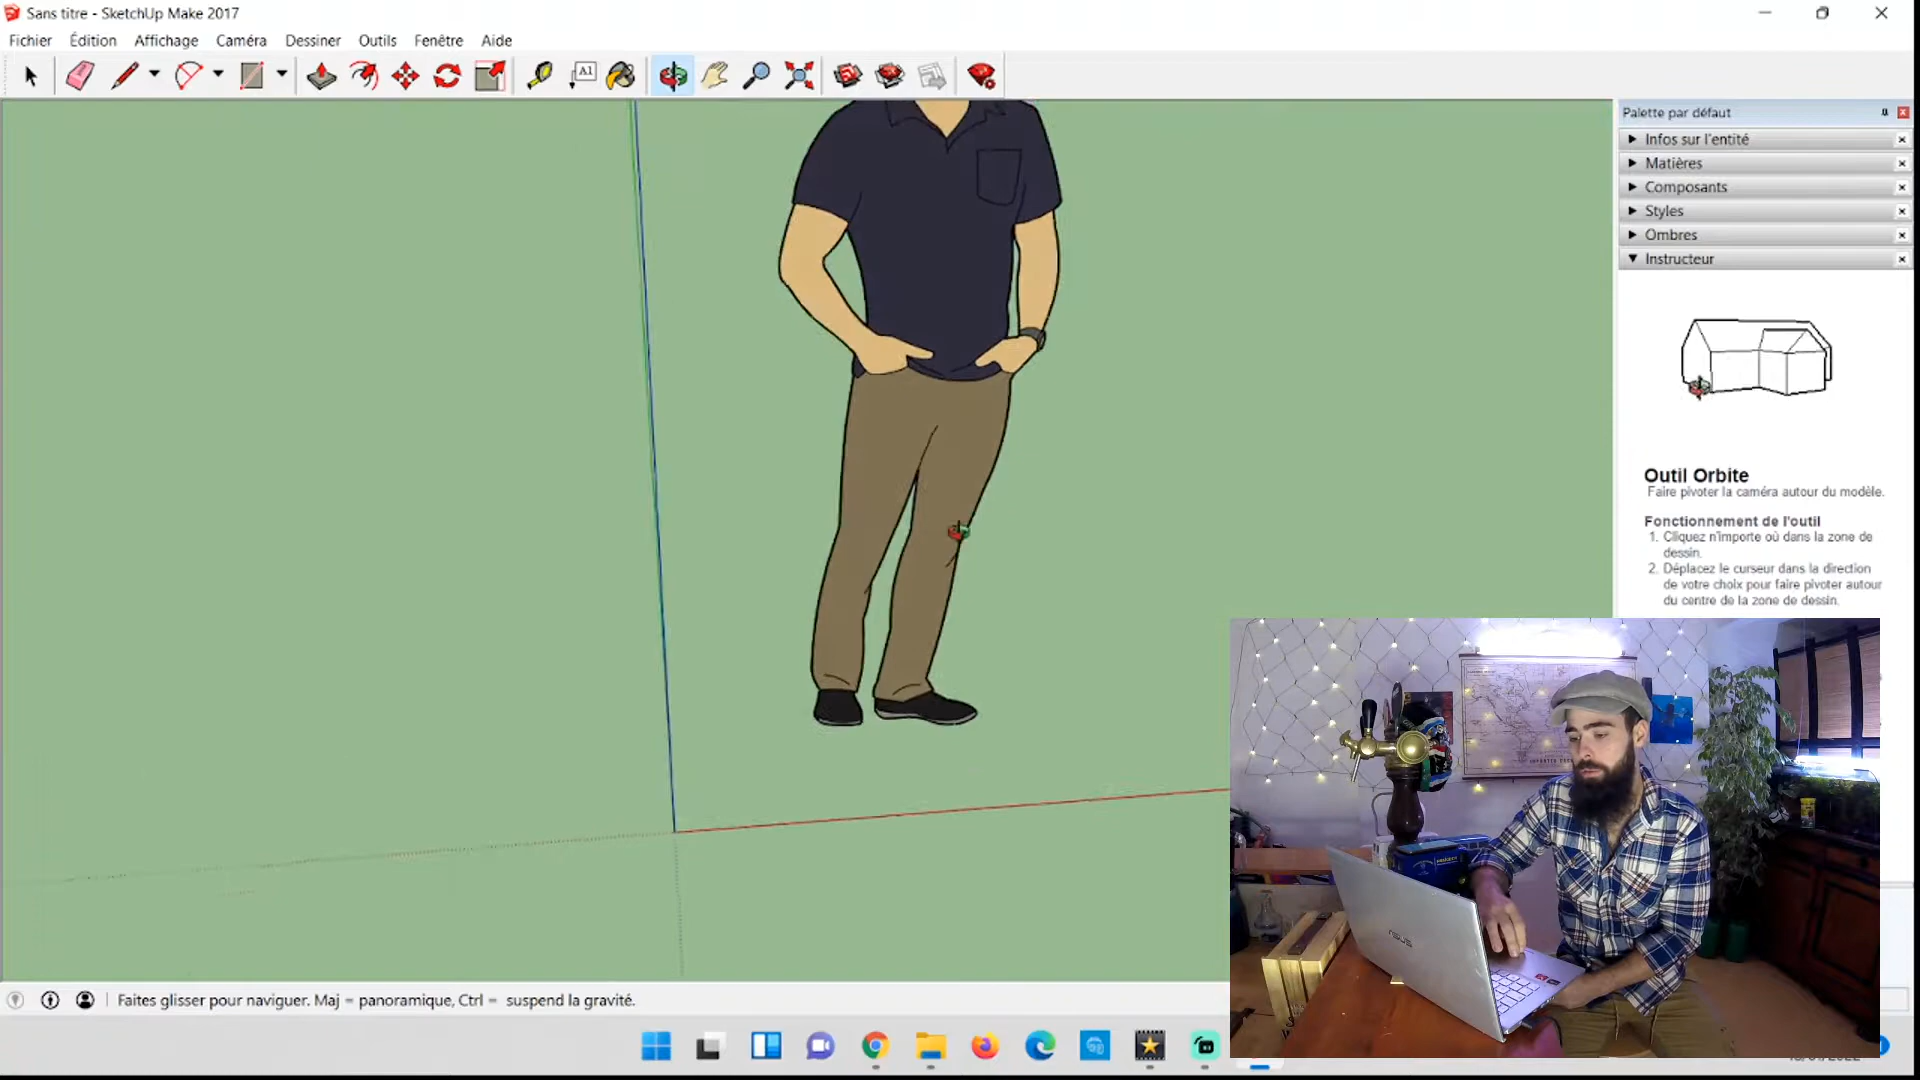 Sans titre - SketchUp Make 2017
Fichier Édition Affichage Caméra Dessiner Outils Fenêtre Aide
A1
Palette par défaut
Infos sur l'entité
Matières
Composants
Styles
Ombres
Instructeur
Outil Orbite
Faire pivoter la caméra autour du modèle.
Fonctionnement de l'outil
1. Cliquez n'importe où dans la zone de
dessin.
2. Déplacez le curseur dans la direction
de votre choix pour faire pivoter autour
du centre de la zone de dessin.
Faites glisser pour naviguer. Maj = panoramique, Ctrl = suspend la gravité.
ASUS